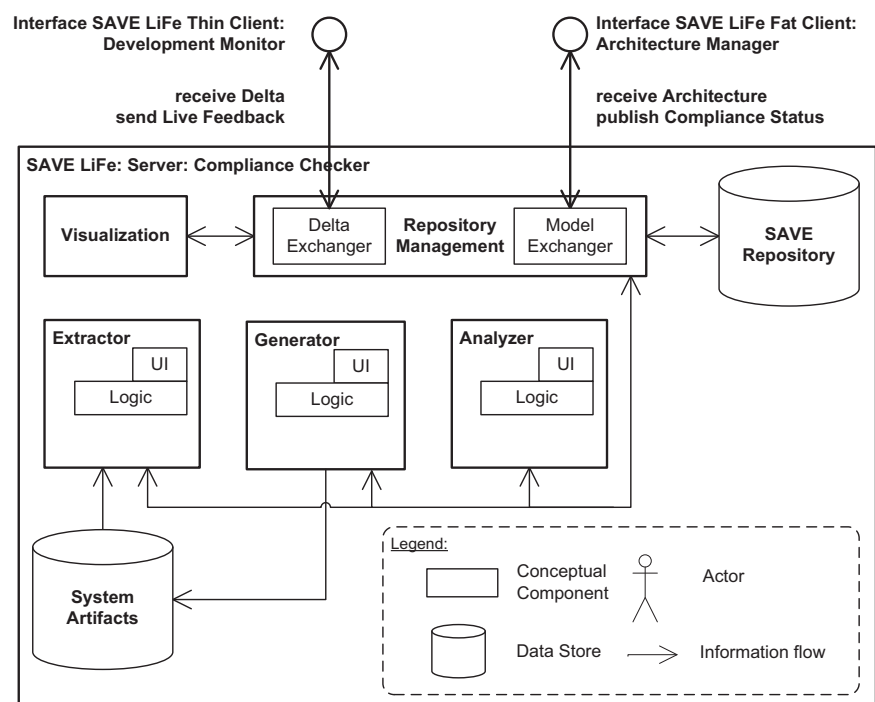 Interface SAVE LiFe Thin Client:
Development Monitor
Interface SAVE LiFe Fat Client:
Architecture Manager
receive Delta
send Live Feedback
receive Architecture
publish Compliance Status
SAVE LiFe: Server: Compliance Checker
Visualization
Delta
Exchanger
Repository
Management
Model
Exchanger
SAVE
Repository
Extractor
UI
Logic
Generator
UI
Logic
Analyzer
UI
Logic
System
Artifacts
Legend:
Conceptual
Component
Actor
Data Store
Information flow